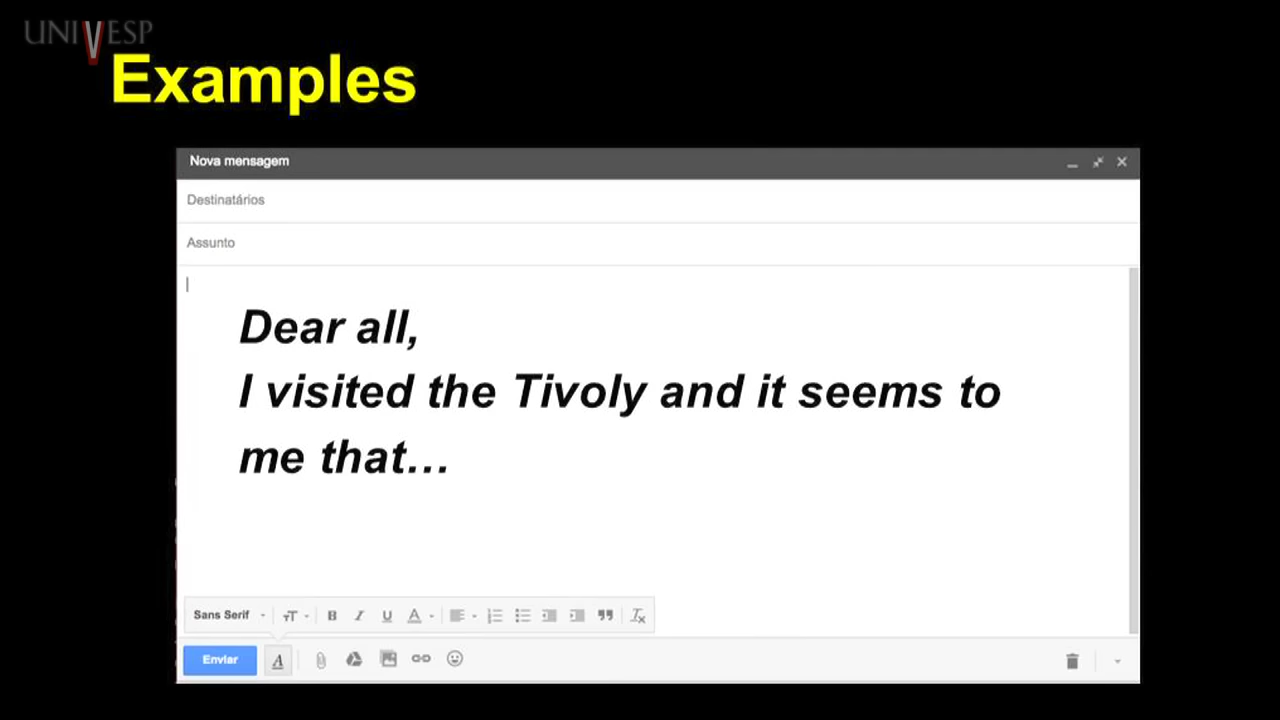 UNIVESP
Examples
Nova mensagem
Destinatários
Assunto
Dear all,
I visited the Tivoly and it seems to
me that…
Sans Serif
Enviar